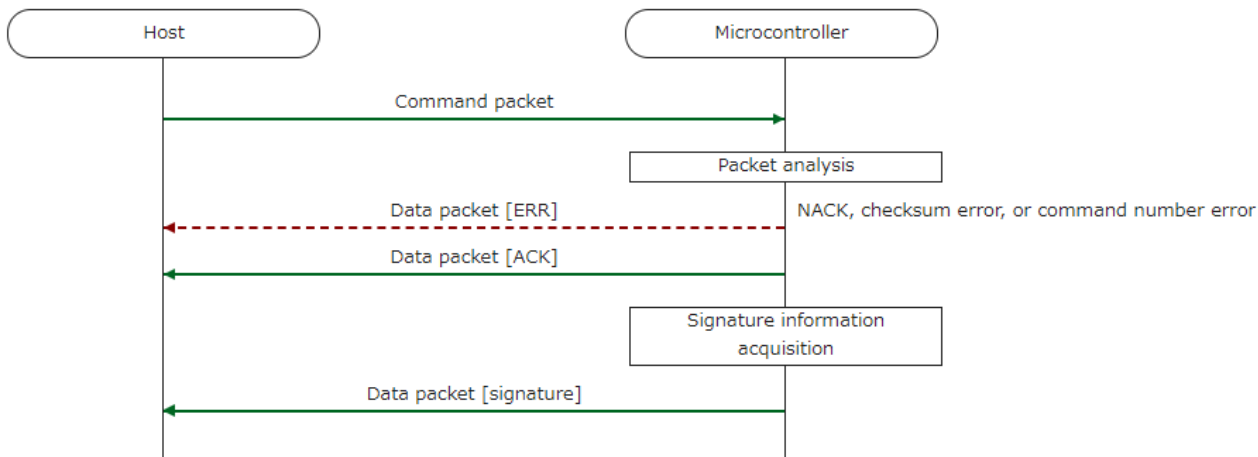 Host
Microcontroller
Command packet
Packet analysis
Data packet [ERR]
NACK, checksum error, or command number error
Data packet [ACK]
Signature information
acquisition
Data packet [signature]